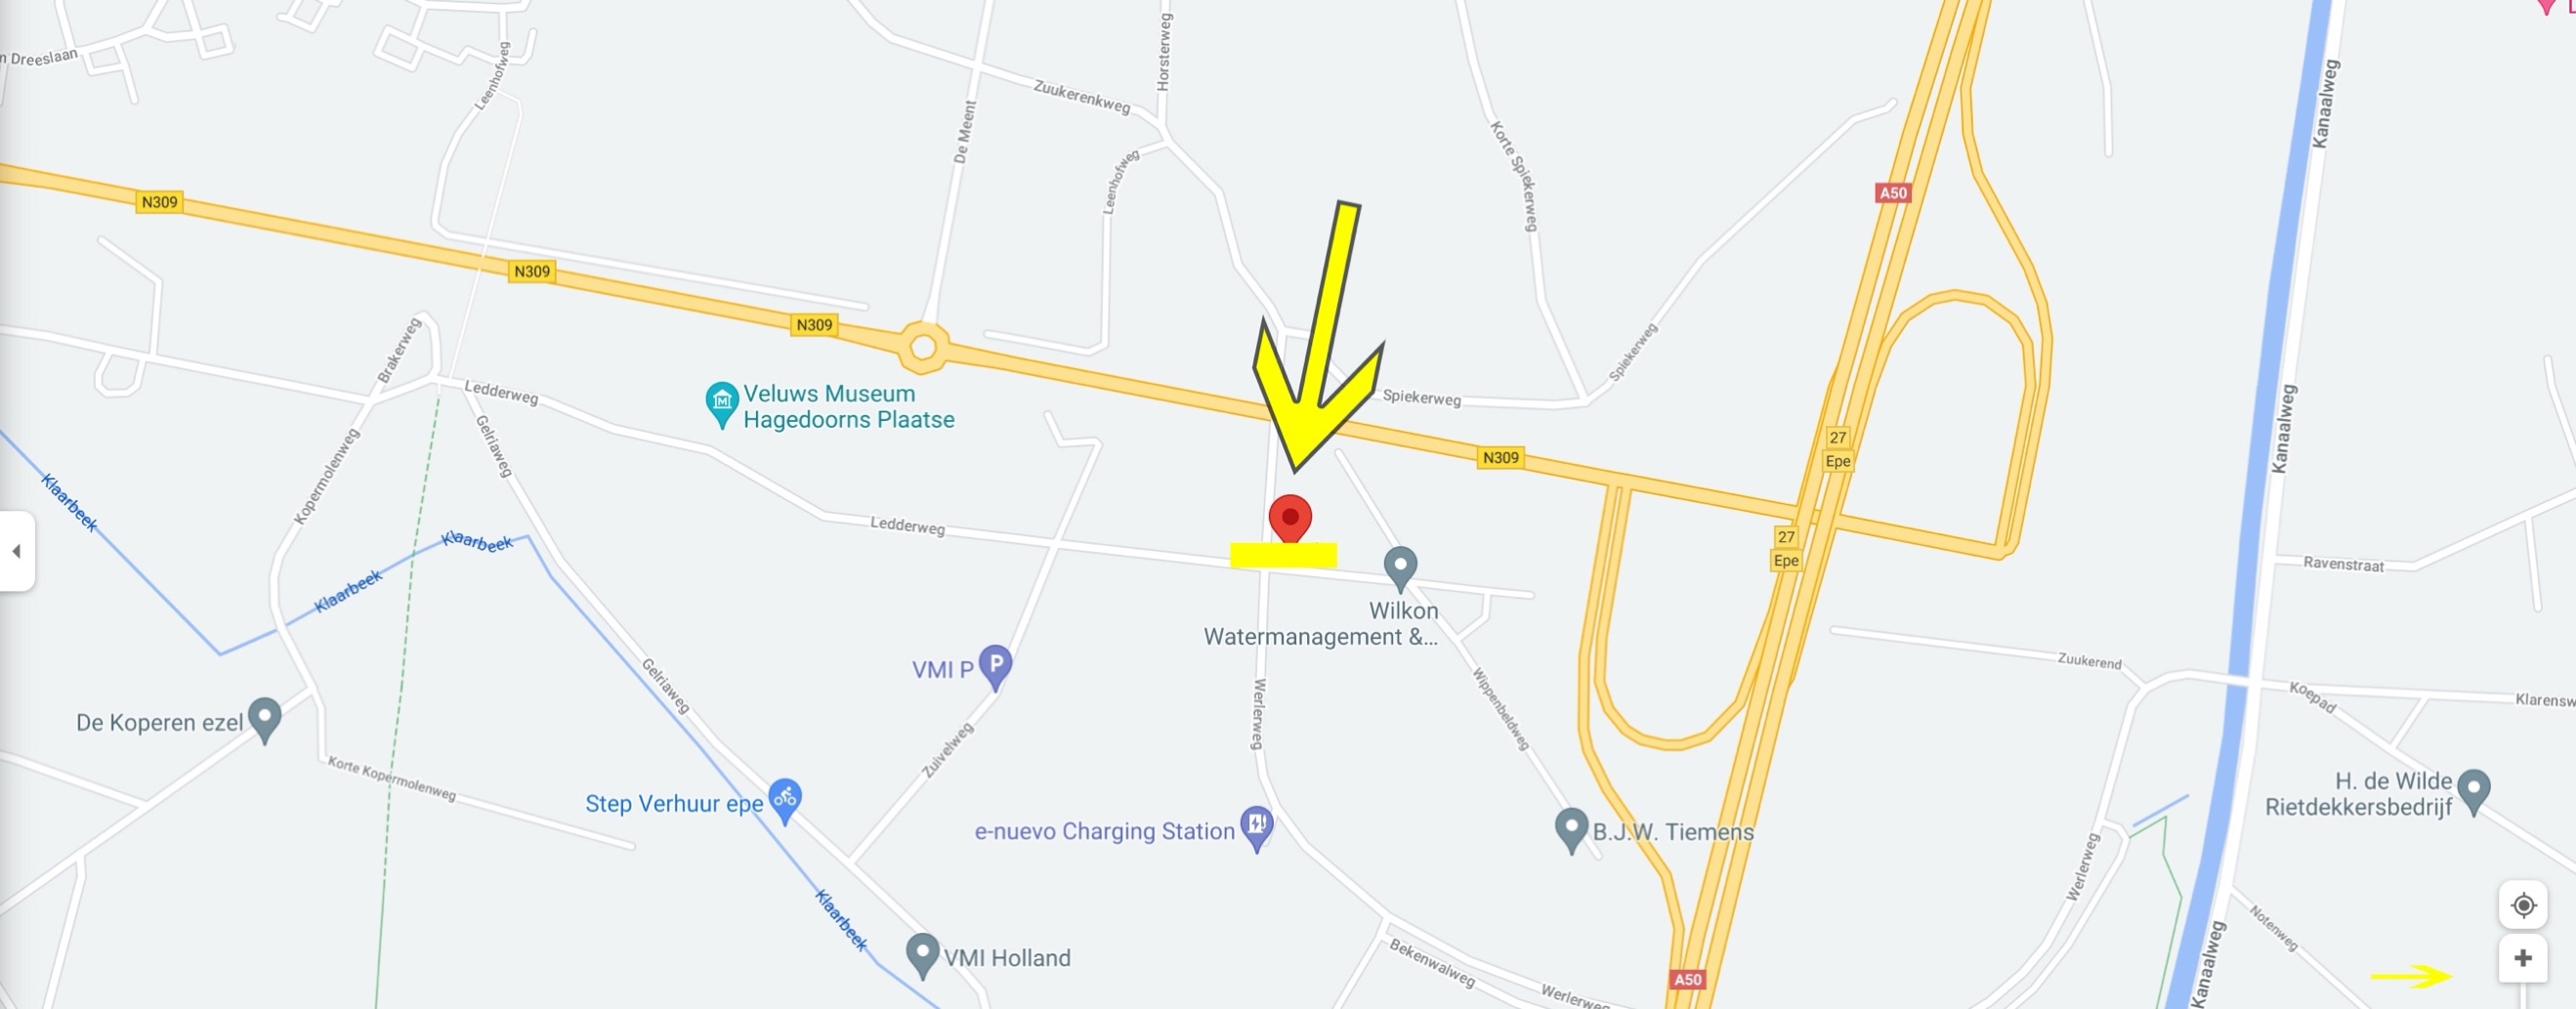 m Dreeslaan
Leenhofweg
Zuukerenkweg
Horsterweg
De Meent
Leenhofweg
Korte Spiekerweg
A50
Kanaalweg
N309
N309
N309
Brakerweg
Ledderweg
Veluws Museum
Hagedoorns Plaatse
Spiekerweg
Spiekerweg
N309
27
Epe
Kanaalweg
Gelriaweg
Kopermolenweg
Klaarbeek
Klaarbeek
Klaarbeek
Ledderweg
27
Epe
Ravenstraat
Wilkon
Watermanagement &...
VMI P
P
Zuukerend
Koepad
Klarensw
De Koperen ezel
Gelriaweg
Werlerweg
Wippenbeldweg
Zuivelweg
Korte Kopermolenweg
Step Verhuur epe
e-nuevo Charging Station
B.J.W. Tiemens
H. de Wilde
Rietdekkersbedrijf
Werlerweg
Klaarbeek
VMI Holland
Bekenwalweg
Werlerweg
A50
Notenweg
Kanaalweg